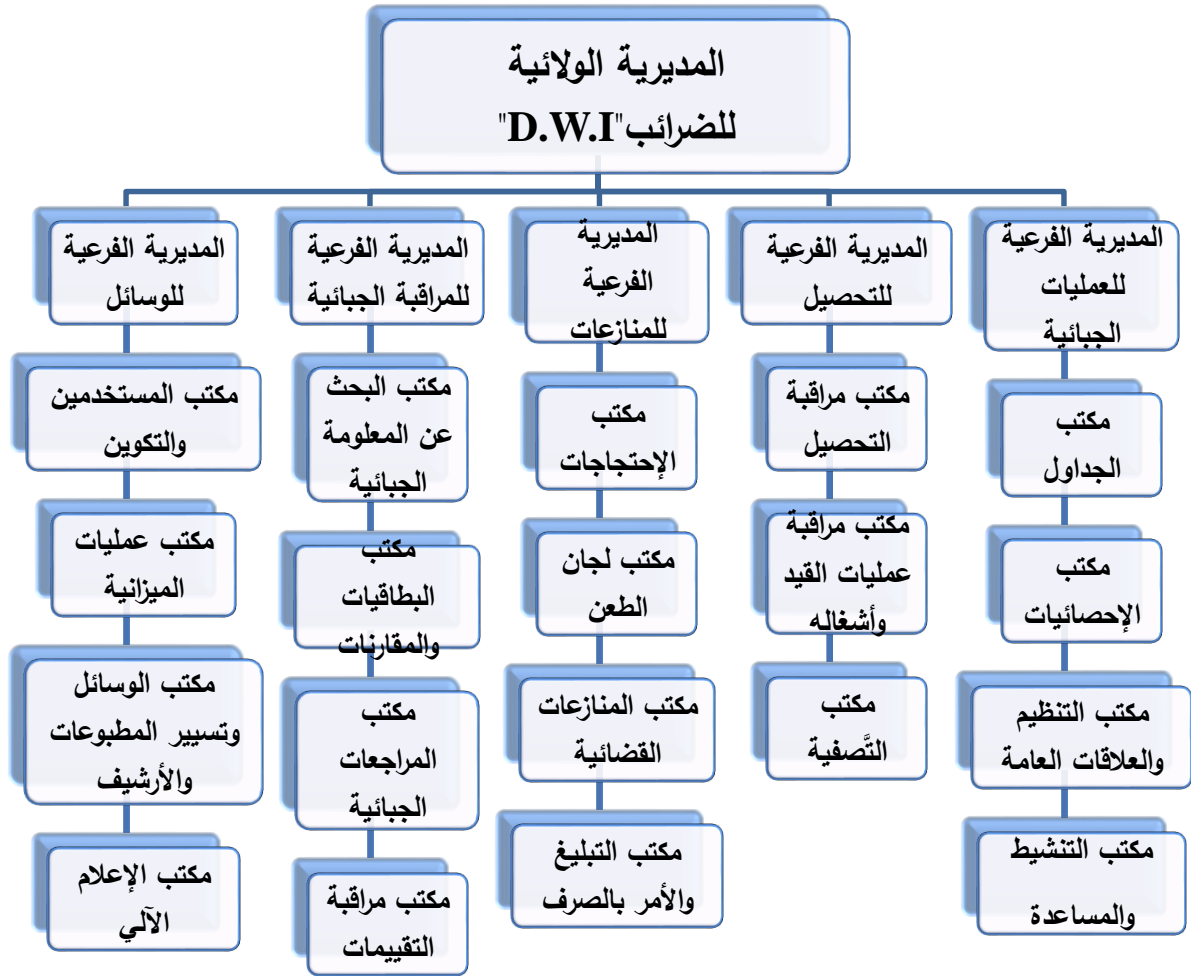 المديرية الولائية
للضرائب"D.W.I"
المديرية الفرعية
للعمليات
الجبائية
مكتب
الجداول
مكتب
الإحصائيات
مكتب التنظيم
والعلاقات العامة
مكتب التنشيط
والمساعدة
المديرية الفرعية
للتحصيل
مكتب مراقبة
التحصيل
مكتب مراقبة
عمليات القيد
وأشغاله
مكتب
التَّصفية
المديرية
الفرعية
للمنازعات
مكتب
الإحتجاجات
مكتب لجان
الطعن
مكتب المنازعات
القضائية
مكتب التبليغ
والأمر بالصرف
المديرية الفرعية
للمراقبة الجبائية
مكتب البحث
عن المعلومة
الجبائية
مكتب
البطاقيات
والمقارنات
مكتب
المراجعات
الجبائية
مكتب مراقبة
التقييمات
المديرية الفرعية
للوسائل
مكتب المستخدمين
والتكوين
مكتب عمليات
الميزانية
مكتب الوسائل
وتسيير المطبوعات
والأرشيف
مكتب الإعلام
الآلي